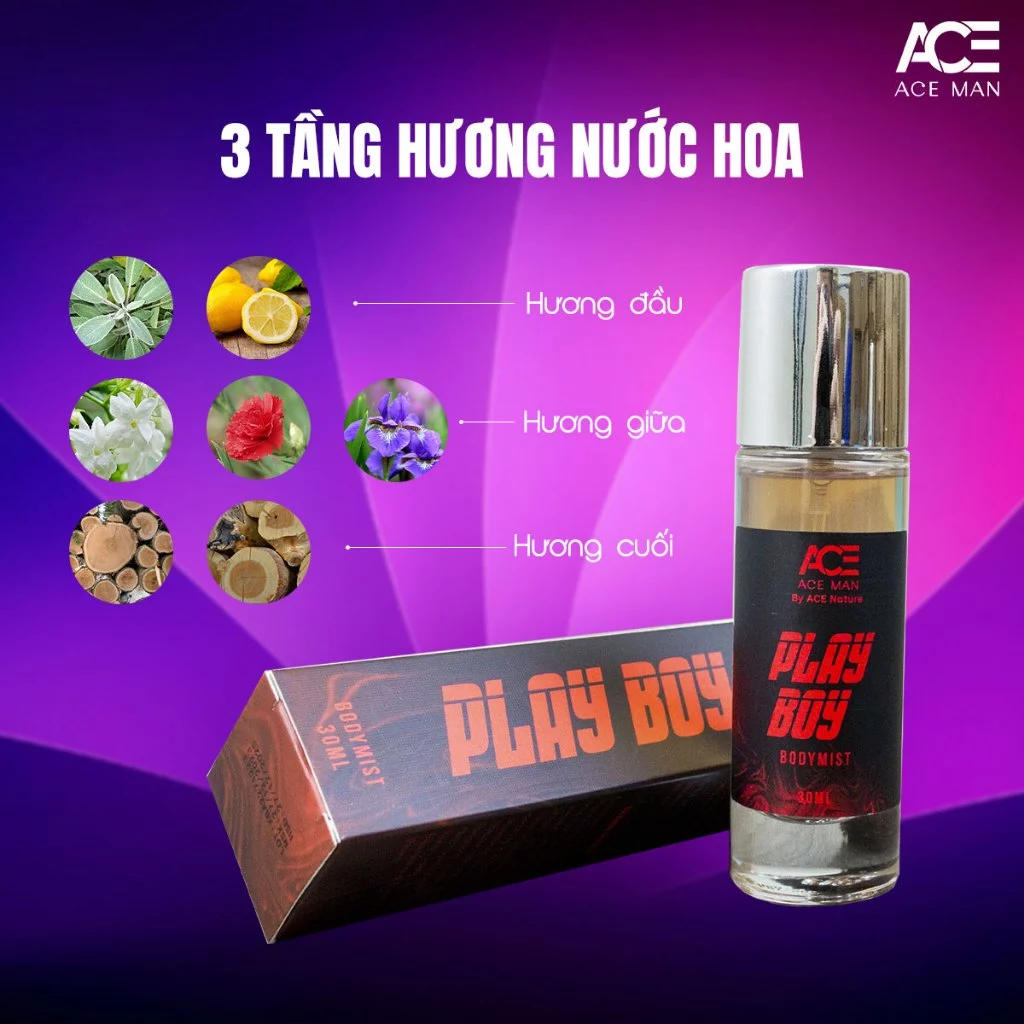 ACE
ACE MAN
3 TẦNG HƯƠNG NƯỚC HOA
Hương đầu
Hương giữa
Hương cuối
ACE
ACE MAN
By ACE Nature
PLAY
BOY
BODYMIST
30ML
PLAY BOY
BODYMIST
30ML